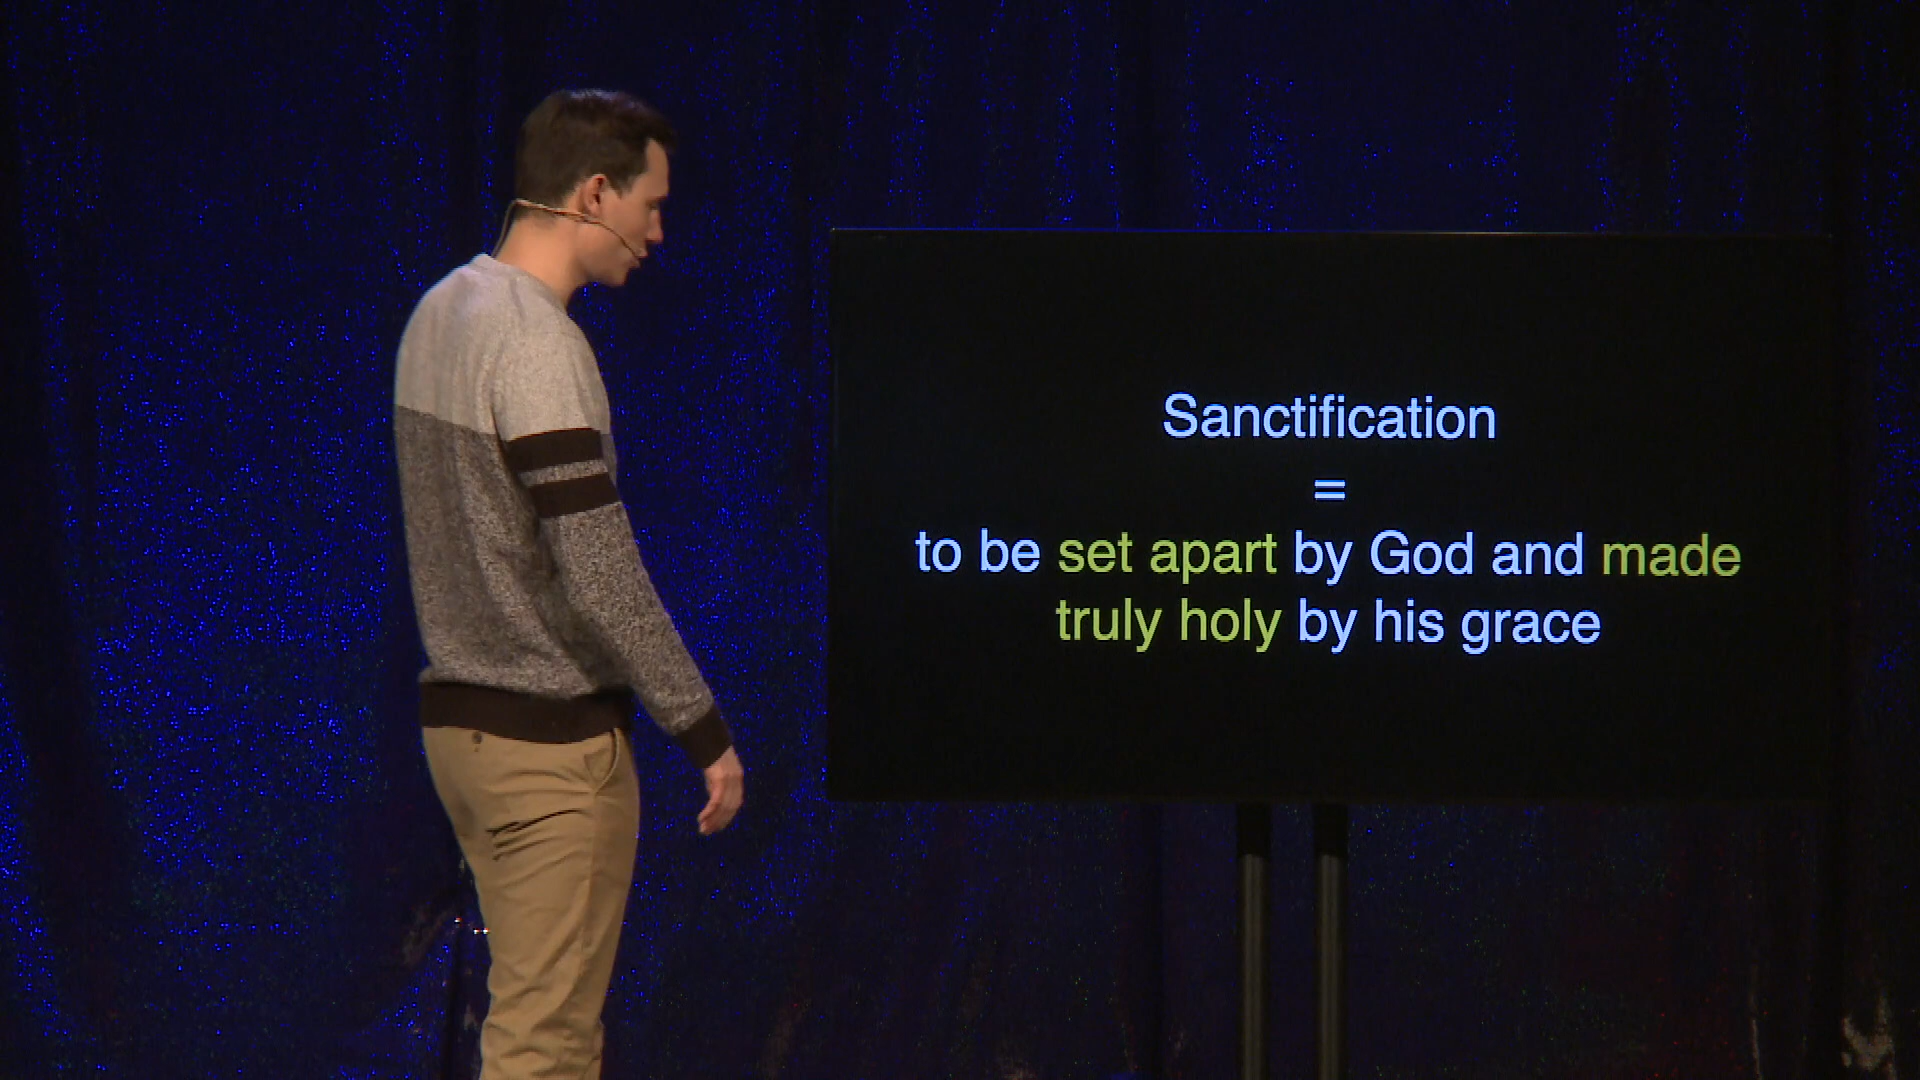 Sanctification
=
to be set apart by God and made
truly holy by his grace